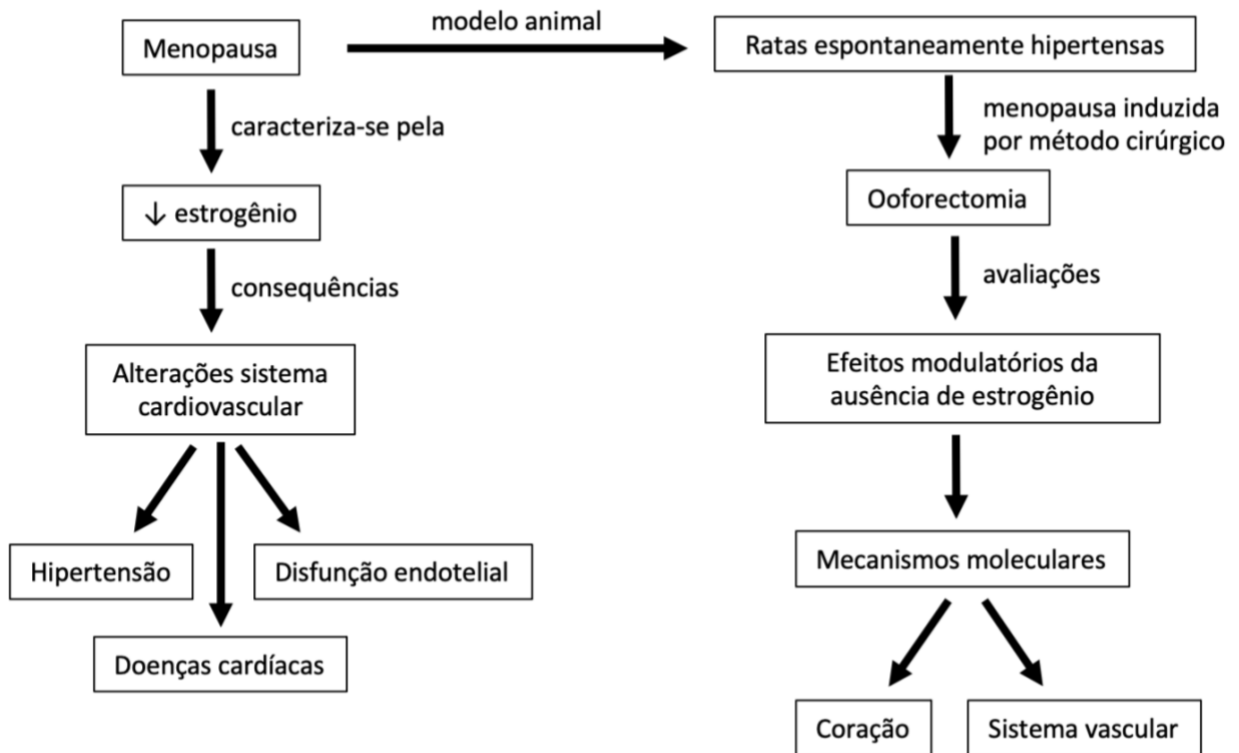 Menopausa
modelo animal
Ratas espontaneamente hipertensas
caracteriza-se pela
menopausa induzida
por método cirúrgico
↓ estrogênio
Ooforectomia
consequências
avaliações
Alterações sistema
cardiovascular
Efeitos modulatórios da
ausência de estrogênio
Hipertensão
Disfunção endotelial
Mecanismos moleculares
Doenças cardíacas
Coração
Sistema vascular